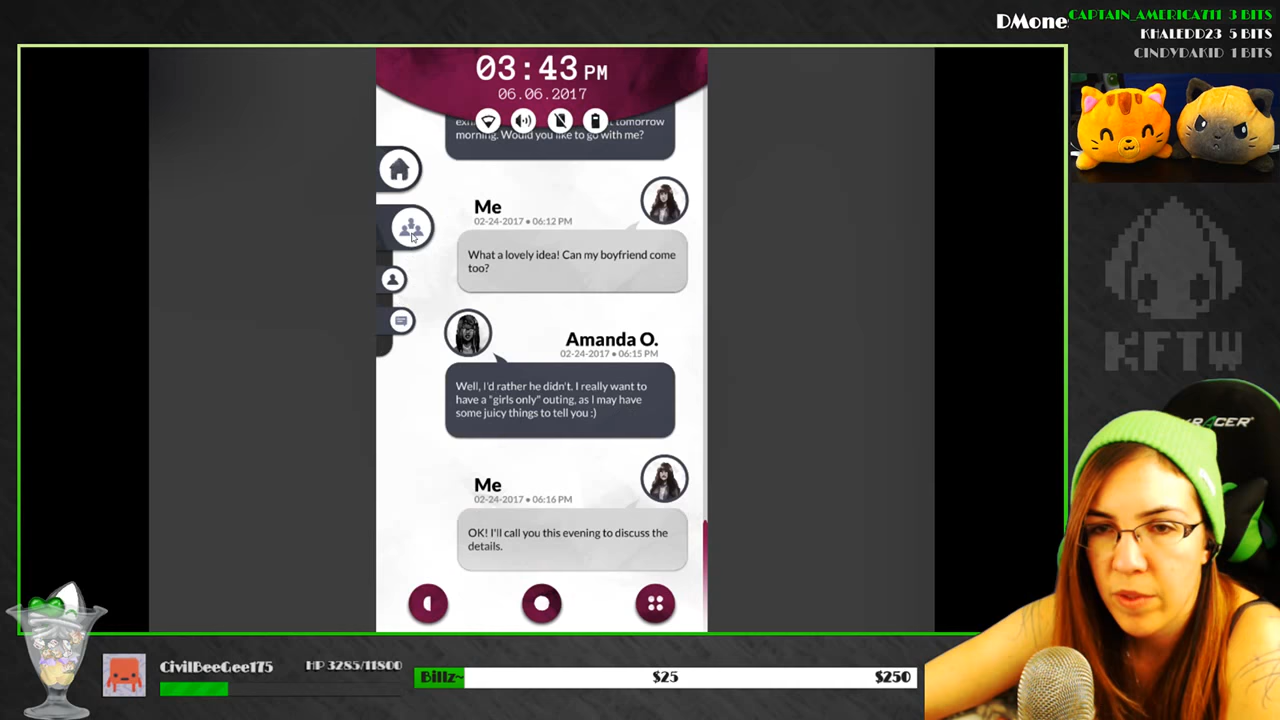 DMone
CAPTAIN_AMERICA711 3 BITS
KHALEDD23 5 BITS
CINDYDAKID 1 BITS
03:43 PM
06.06.2017
tomorrow
morning. Would you like to go with me?
Me
02-24-2017 • 06:12 PM
What a lovely idea! Can my boyfriend come
too?
Amanda O.
02-24-2017 • 06:15 PM
Well, I'd rather he didn't. I really want to
have a "girls only" outing, as I may have
some juicy things to tell you :)
Me
02-24-2017 • 06:16 PM
OK! I'll call you this evening to discuss the
details.
KFTW
CivilBeeGee175
HP 3285/11800
Billz~
$25
$250